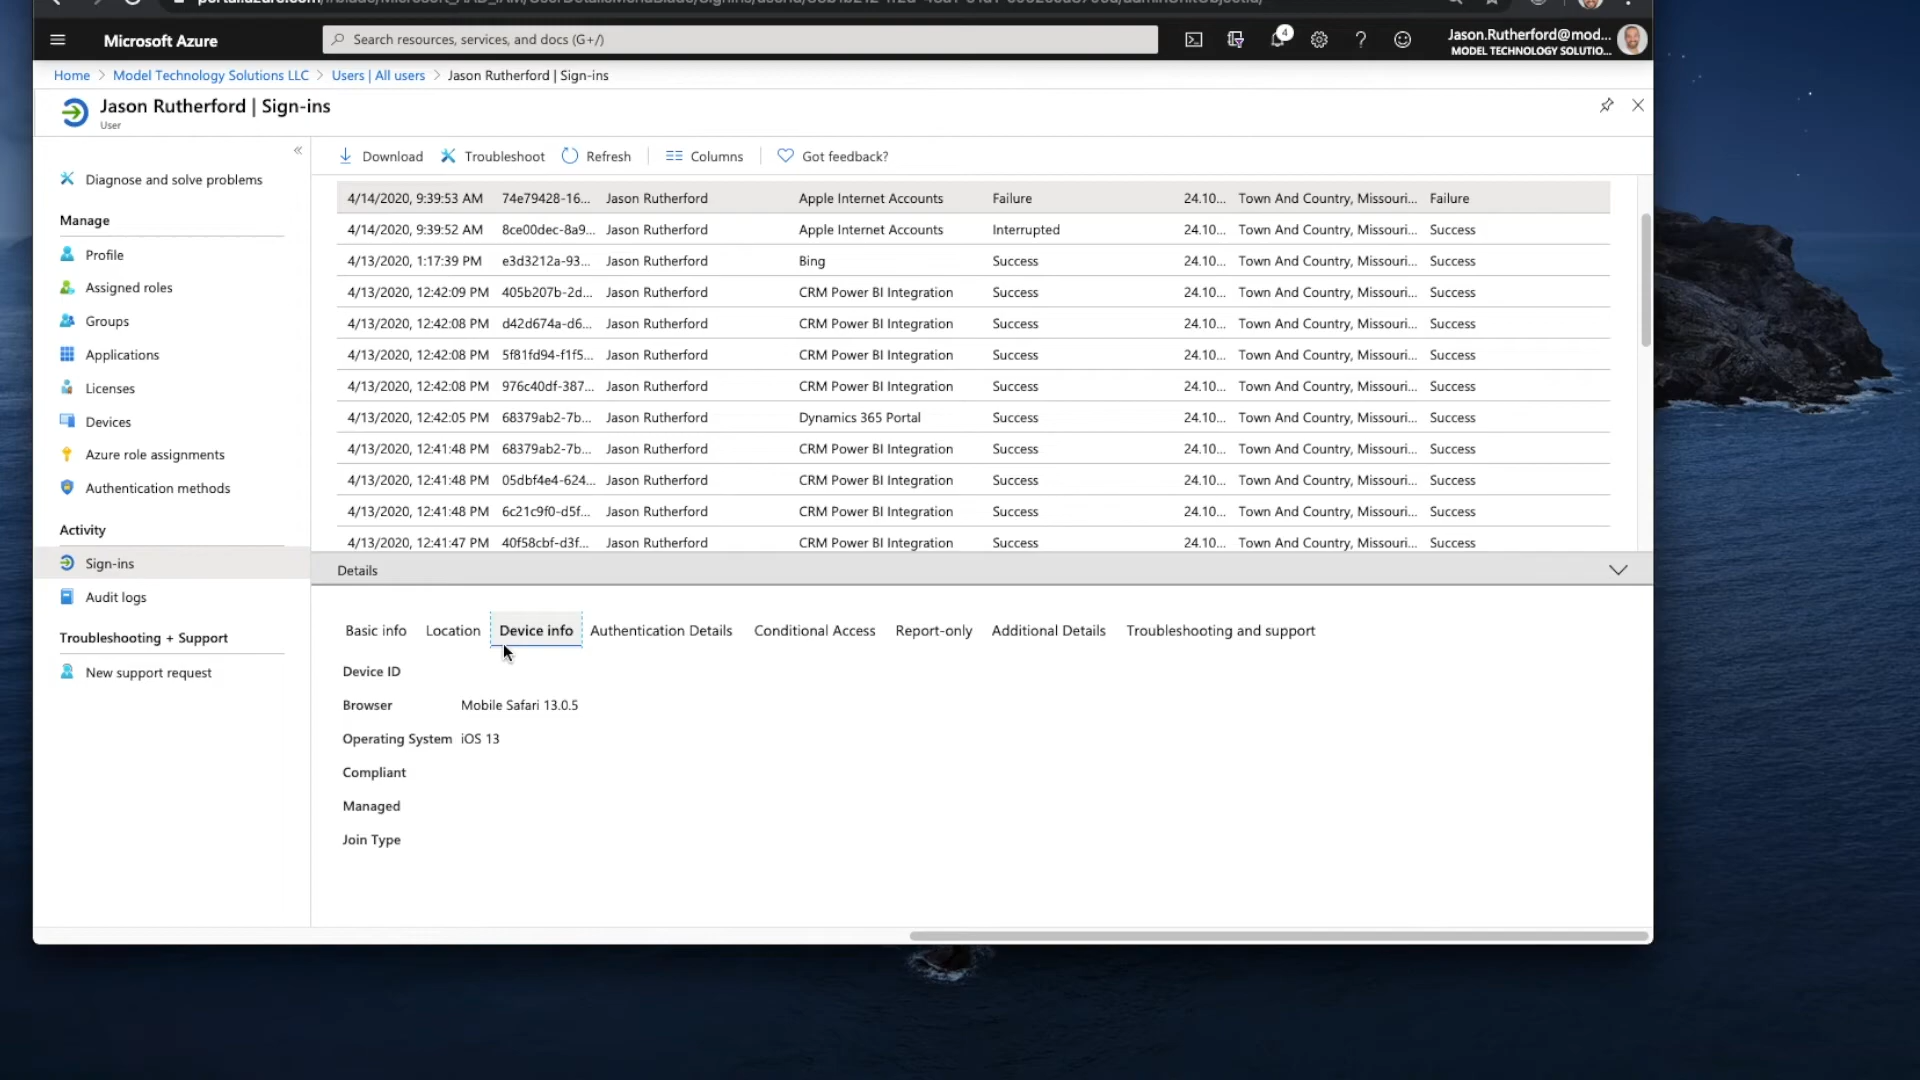 Microsoft Azure
Search resources, services, and docs (G+/)
4
Jason.Rutherford@mod...
MODEL TECHNOLOGY SOLUTIO...
Home > Model Technology Solutions LLC > Users | All users > Jason Rutherford | Sign-ins
Jason Rutherford | Sign-ins
User
Download Troubleshoot Refresh Columns Got feedback?
Diagnose and solve problems
Manage
Profile
Assigned roles
Groups
Applications
Licenses
Devices
Azure role assignments
Authentication methods
Activity
Sign-ins
Audit logs
Troubleshooting + Support
New support request
4/14/2020, 9:39:53 AM 74e79428-16... Jason Rutherford Apple Internet Accounts Failure 24.10... Town And Country, Missouri... Failure
4/14/2020, 9:39:52 AM 8ce00dec-8a9... Jason Rutherford Apple Internet Accounts Interrupted 24.10... Town And Country, Missouri... Success
4/13/2020, 1:17:39 PM e3d3212a-93... Jason Rutherford Bing Success 24.10... Town And Country, Missouri... Success
4/13/2020, 12:42:09 PM 405b207b-2d... Jason Rutherford CRM Power BI Integration Success 24.10... Town And Country, Missouri... Success
4/13/2020, 12:42:08 PM d42d674a-d6... Jason Rutherford CRM Power BI Integration Success 24.10... Town And Country, Missouri... Success
4/13/2020, 12:42:08 PM 5f81fd94-f1f5... Jason Rutherford CRM Power BI Integration Success 24.10... Town And Country, Missouri... Success
4/13/2020, 12:42:08 PM 976c40df-387... Jason Rutherford CRM Power BI Integration Success 24.10... Town And Country, Missouri... Success
4/13/2020, 12:42:05 PM 68379ab2-7b... Jason Rutherford Dynamics 365 Portal Success 24.10... Town And Country, Missouri... Success
4/13/2020, 12:41:48 PM 68379ab2-7b... Jason Rutherford CRM Power BI Integration Success 24.10... Town And Country, Missouri... Success
4/13/2020, 12:41:48 PM 05dbf4e4-624... Jason Rutherford CRM Power BI Integration Success 24.10... Town And Country, Missouri... Success
4/13/2020, 12:41:48 PM 6c21c9f0-d5f... Jason Rutherford CRM Power BI Integration Success 24.10... Town And Country, Missouri... Success
4/13/2020, 12:41:47 PM 40f58cbf-d3f... Jason Rutherford CRM Power BI Integration Success 24.10... Town And Country, Missouri... Success
Details
Basic info Location Device info Authentication Details Conditional Access Report-only Additional Details Troubleshooting and support
Device ID
Browser Mobile Safari 13.0.5
Operating System iOS 13
Compliant
Managed
Join Type